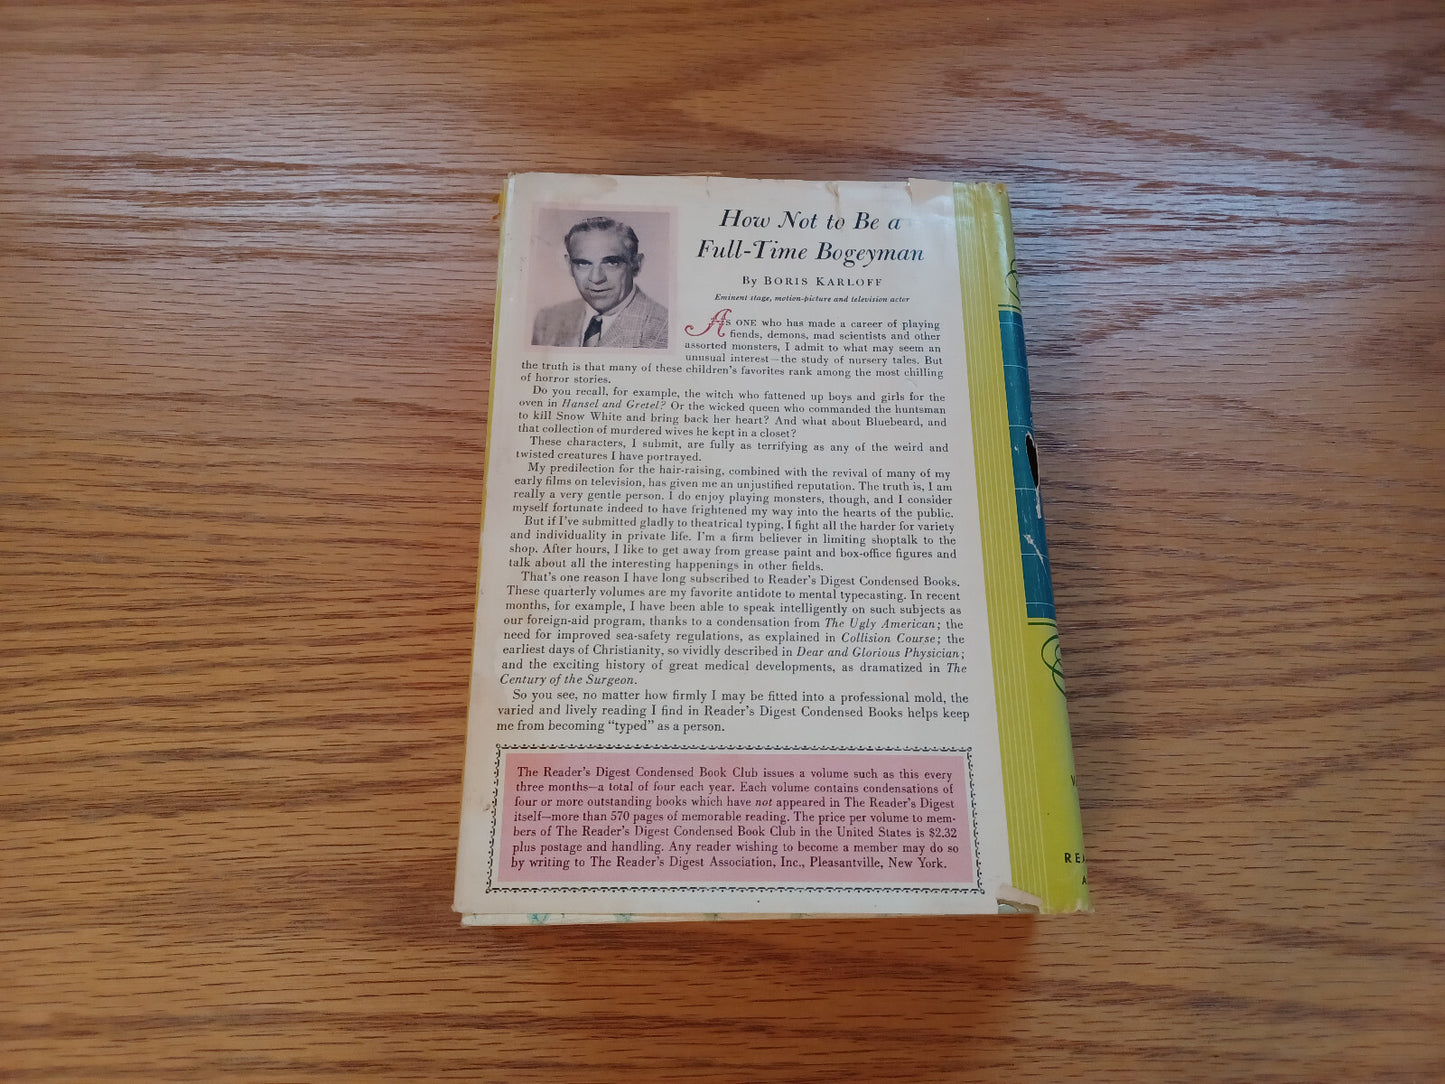 How Not to Be a
Full-Time Bogeyman
By BORIS KARLOFF
Eminent stage, motion-picture and television actor
AS ONE who has made a career of playing
fiends, demons, mad scientists and other
assorted monsters, I admit to what may seem an
unusual interest—the study of nursery tales. But
the truth is that many of these children's favorites rank among the most chilling
of horror stories.
Do you recall, for example, the witch who fattened up boys and girls for the
oven in Hansel and Gretel? Or the wicked queen who commanded the huntsman
to kill Snow White and bring back her heart? And what about Bluebeard, and
that collection of murdered wives he kept in a closet?
These characters, I submit, are fully as terrifying as any of the weird and
twisted creatures I have portrayed.
My predilection for the hair-raising, combined with the revival of many of my
early films on television, has given me an unjustified reputation. The truth is, I am
really a very gentle person. I do enjoy playing monsters, though, and I consider
myself fortunate indeed to have frightened my way into the hearts of the public.
But if I've submitted gladly to theatrical typing, I fight all the harder for variety
and individuality in private life. I'm a firm believer in limiting shoptalk to the
shop. After hours, I like to get away from grease paint and box-office figures and
talk about all the interesting happenings in other fields.
That's one reason I have long subscribed to Reader's Digest Condensed Books.
These quarterly volumes are my favorite antidote to mental typecasting. In recent
months, for example, I have been able to speak intelligently on such subjects as
our foreign-aid program, thanks to a condensation from The Ugly American; the
need for improved sea-safety regulations, as explained in Collision Course; the
earliest days of Christianity, so vividly described in Dear and Glorious Physician;
and the exciting history of great medical developments, as dramatized in The
Century of the Surgeon.
So you see, no matter how firmly I may be fitted into a professional mold, the
varied and lively reading I find in Reader's Digest Condensed Books helps keep
me from becoming "typed" as a person.
The Reader's Digest Condensed Book Club issues a volume such as this every
three months—a total of four each year. Each volume contains condensations of
four or more outstanding books which have not appeared in The Reader's Digest
itself—more than 570 pages of memorable reading. The price per volume to mem-
bers of The Reader's Digest Condensed Book Club in the United States is $2.32
plus postage and handling. Any reader wishing to become a member may do so
by writing to The Reader's Digest Association, Inc., Pleasantville, New York.